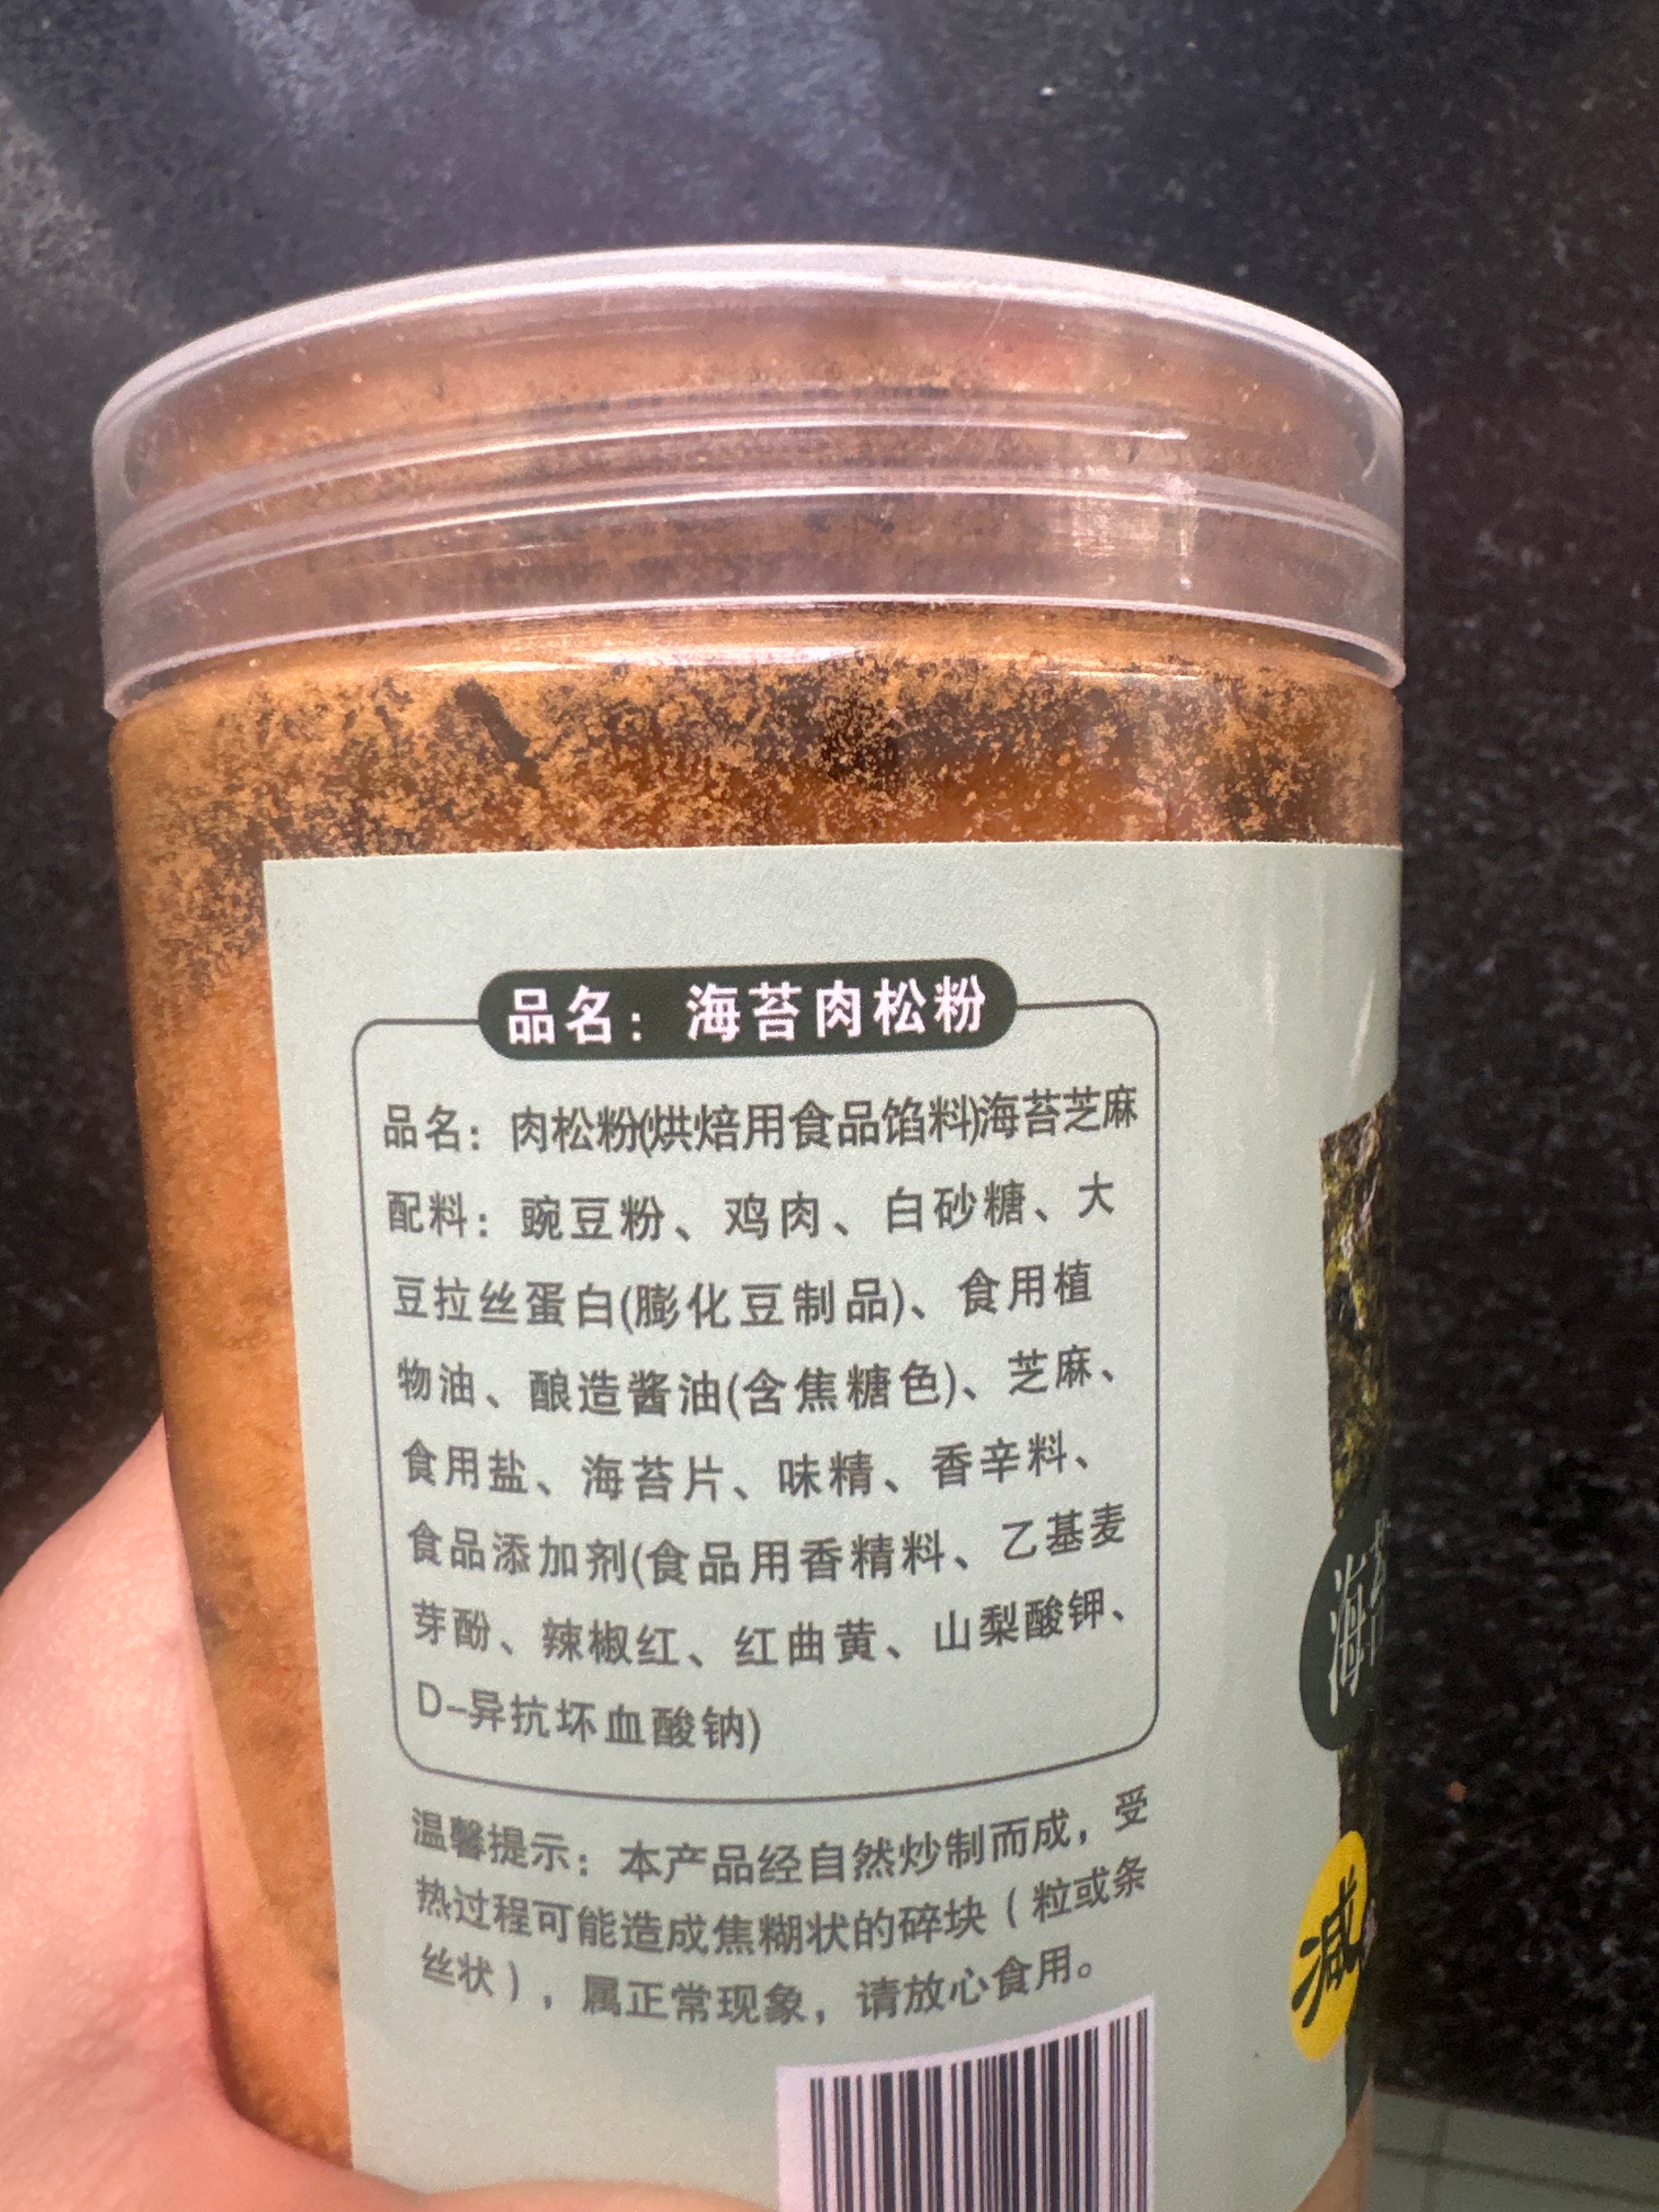 品名：海苔肉松粉
品名：肉松粉(烘焙用食品馅料)海苔芝麻
配料：豌豆粉、鸡肉、白砂糖、大
豆拉丝蛋白(膨化豆制品)、食用植
物油、酿造酱油(含焦糖色)、芝麻、
食用盐、海苔片、味精、香辛料、
食品添加剂(食品用香精料、乙基麦
芽酚、辣椒红、红曲黄、山梨酸钾、
D-异抗坏血酸钠)
温馨提示：本产品经自然炒制而成，受
热过程可能造成焦糊状的碎块（粒或条
丝状），属正常现象，请放心食用。
海
减